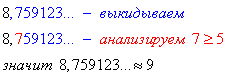 8,759123... – выкидываем
8,759123... – анализируем 7 ≥ 5
значит 8,759123... ≈ 9